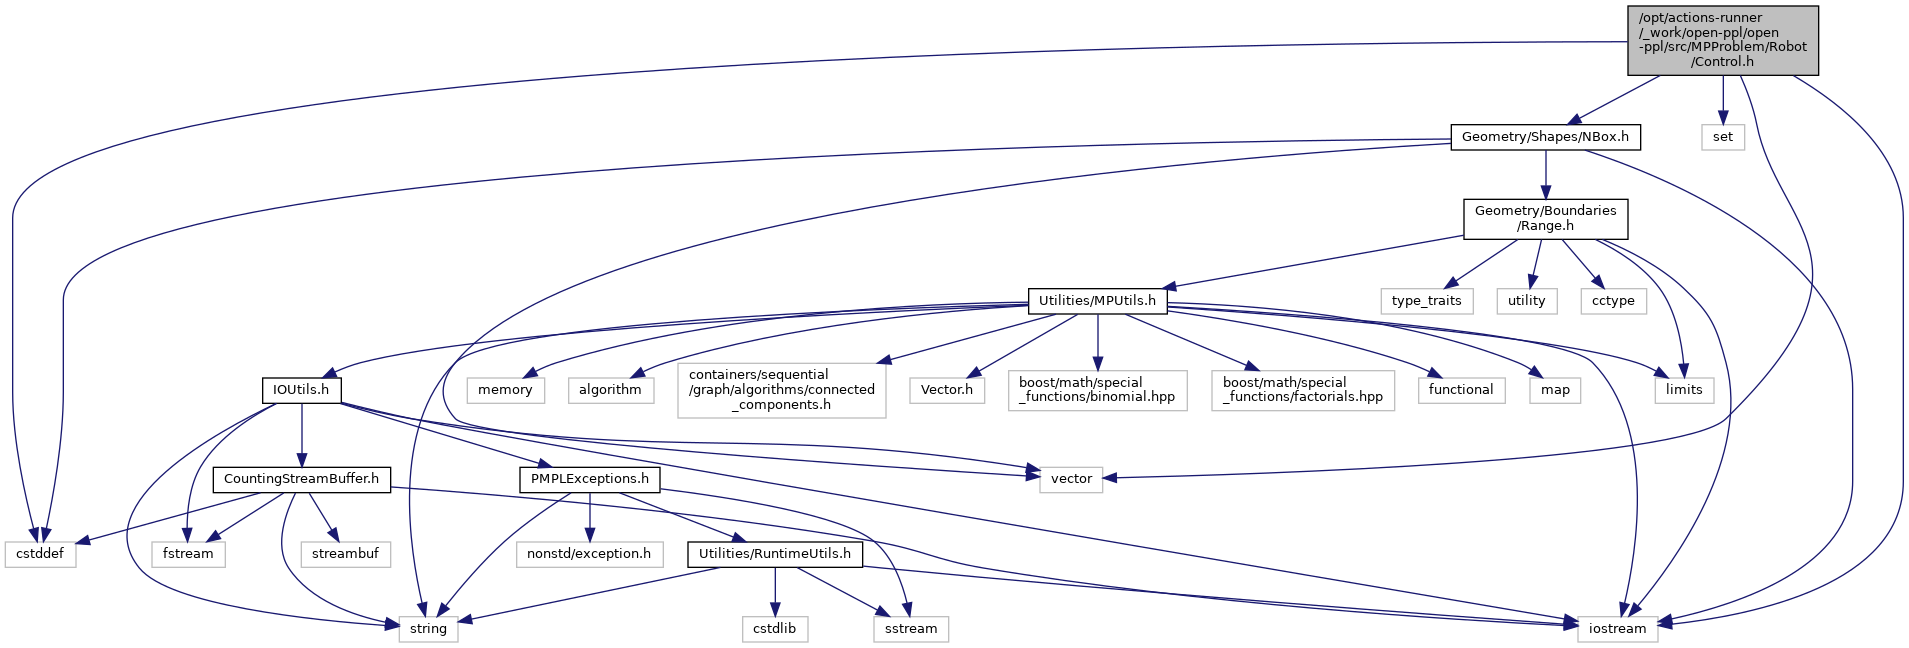 /opt/actions-runner
/_work/open-ppl/open
-ppl/src/MPProblem/Robot
/Control.h
Geometry/Shapes/NBox.h
set
Geometry/Boundaries
/Range.h
Utilities/MPUtils.h
type_traits
utility
cctype
IOUtils.h
memory
algorithm
containers/sequential
/graph/algorithms/connected
_components.h
Vector.h
boost/math/special
_functions/binomial.hpp
boost/math/special
_functions/factorials.hpp
functional
map
limits
CountingStreamBuffer.h
PMPLExceptions.h
vector
cstddef
fstream
streambuf
nonstd/exception.h
Utilities/RuntimeUtils.h
string
cstdlib
sstream
iostream